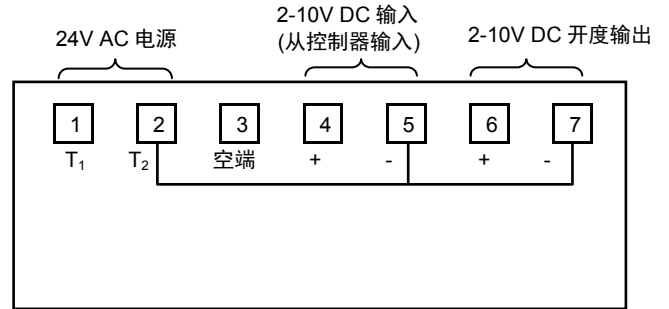 24V AC 电源
2-10V DC 输入
(从控制器输入)
2-10V DC 开度输出
1 2 3 4 5 6 7
T₁ T₂ 空端 + - + -